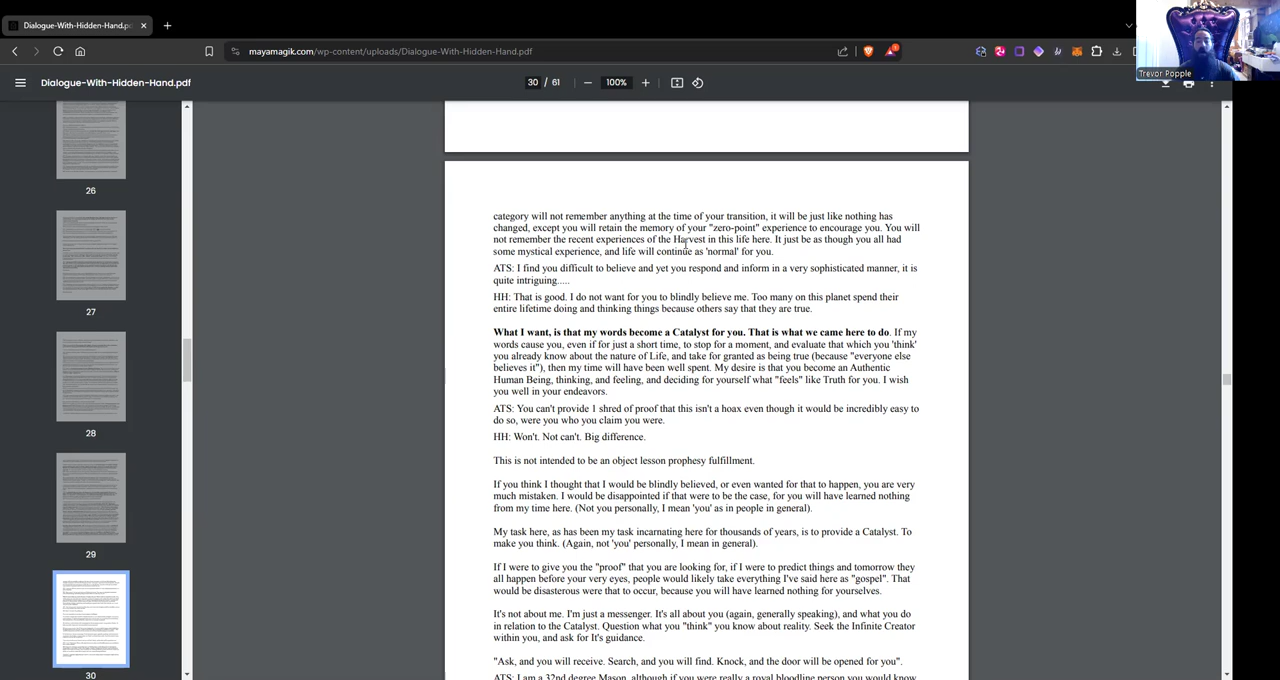 Dialogue-With-Hidden-Hand.pd
mayamagik.com/wp-content/uploads/Dialogue-With-Hidden-Hand.pdf
Trevor Popple
Dialogue-With-Hidden-Hand.pdf
30 / 61
100%
26
27
28
29
30
category will not remember anything at the time of your transition, it will be just like nothing has
changed, except you will retain the memory of your "zero-point" experience to encourage you. You will
not remember the recent experiences of the Harvest in this life here. It just be as though you all had
some mystical experience, and life will continue as 'normal' for you.
ATS: I find you difficult to believe and yet you respond and inform in a very sophisticated manner, it is
quite intriguing.....
HH: That is good. I do not want for you to blindly believe me. Too many on this planet spend their
entire lifetime doing and thinking things because others say that they are true.
What I want, is that my words become a Catalyst for you. That is what we came here to do. If my
words cause you, even if for just a short time, to stop for a moment, and evaluate that which you 'think'
you already know about the nature of Life, and take for granted as being true (because "everyone else
believes it"), then my time will have been well spent. My desire is that you become an Authentic
Human Being, thinking, and feeling, and deciding for yourself what "feels" like Truth for you. I wish
you well in your endeavors.
ATS: You can't provide 1 shred of proof that this isn't a hoax even though it would be incredibly easy to
do so, were you who you claim you were.
HH: Won't. Not can't. Big difference.
This is not intended to be an object lesson prophesy fulfillment.
If you think I thought that I would be blindly believed, or even wanted for that to happen, you are very
much mistaken. I would be disappointed if that were to be the case, for you will have learned nothing
from my time here. (Not you personally, I mean 'you' as in people in general).
My task here, as has been my task incarnating here for thousands of years, is to provide a Catalyst. To
make you think. (Again, not 'you' personally, I mean in general).
If I were to give you the "proof" that you are looking for, if I were to predict things and tomorrow they
all happen before your very eyes, people would likely take everything I've said here as "gospel". That
would be disasterous were that to occur, because you will have learned nothing for yourselves.
It's not about me. I'm just a messenger. It's all about you (again, generally speaking), and what you do
in relation to the Catalyst. Question what you "think" you know about reality. Seek the Infinite Creator
within you, and ask for It's guidance.
"Ask, and you will receive. Search, and you will find. Knock, and the door will be opened for you".
ATS: I am a 32nd degree Mason, although if you were really a royal bloodline person you would know